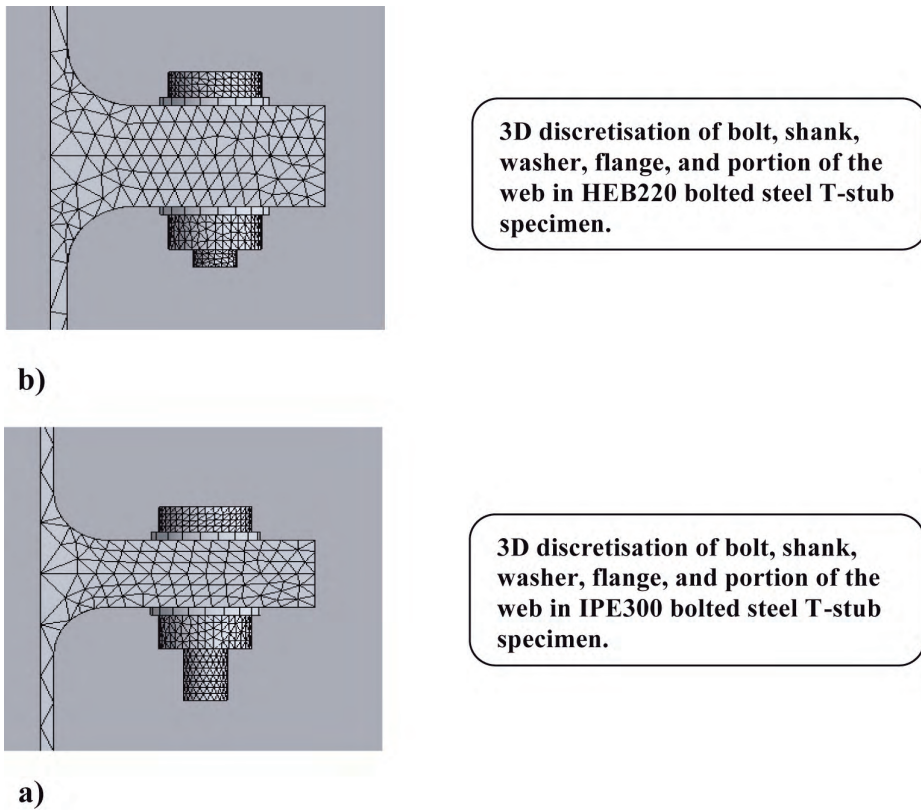 3D discretisation of bolt, shank,
washer, flange, and portion of the
web in HEB220 bolted steel T-stub
specimen.
b)
3D discretisation of bolt, shank,
washer, flange, and portion of the
web in IPE300 bolted steel T-stub
specimen.
a)